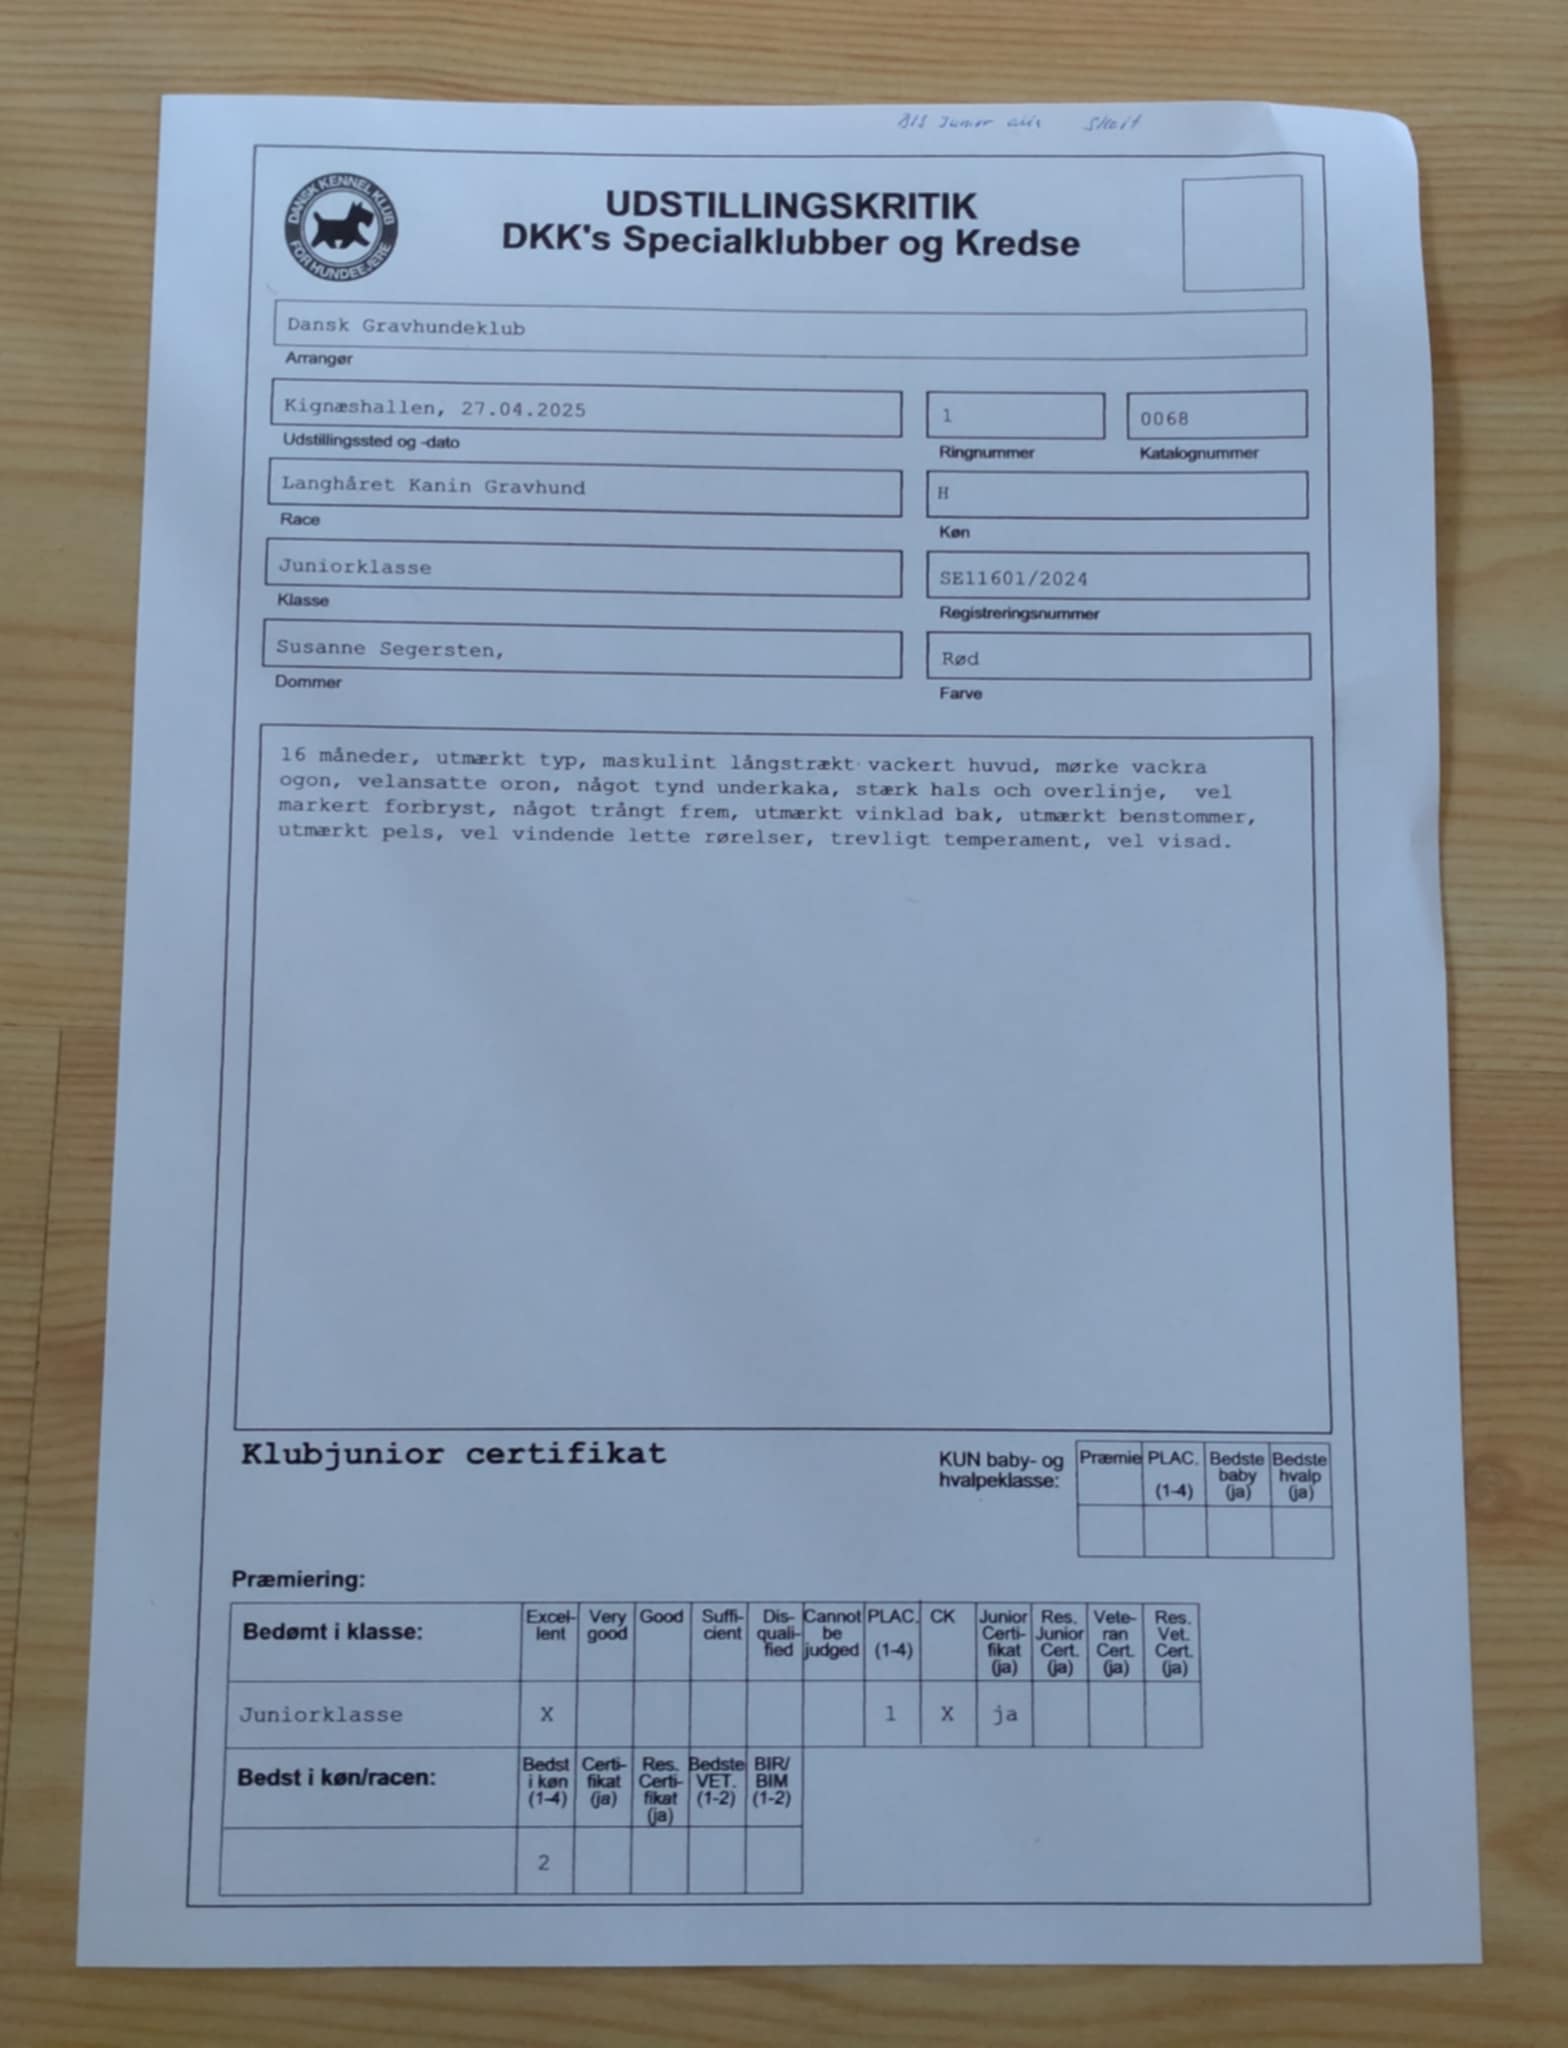 BIS Junior
DANSK KENNEL KLUB
FOR HUNDEEJERE
UDSTILLINGSKRITIK
DKK's Specialklubber og Kredse
Dansk Gravhundeklub
Arrangør
Kignæshallen, 27.04.2025
1
0068
Udstillingssted og -dato
Ringnummer
Katalognummer
Langhåret Kanin Gravhund
H
Race
Køn
Juniorklasse
SE11601/2024
Klasse
Registreringsnummer
Susanne Segersten,
Rød
Dommer
Farve
16 måneder, utmærkt typ, maskulint långstrækt vackert huvud, mørke vackra
ogon, velansatte oron, något tynd underkaka, stærk hals och overlinje, vel
markert forbryst, något trångt frem, utmærkt vinklad bak, utmærkt benstommer,
utmærkt pels, vel vindende lette rørelser, trevligt temperament, vel visad.
Klubjunior certifikat
KUN baby- og
hvalpeklasse:
Præmie PLAC. (1-4) Bedste baby (ja) Bedste hvalp (ja)
Præmiering:
Bedømt i klasse:
Excel-lent Very good Good Suffi-cient Dis-quali-fied Cannot be judged PLAC. (1-4) CK Junior Certi-fikat (ja) Res. Junior Cert. (ja) Vete-ran Cert. (ja) Res. Vet. Cert. (ja)
Juniorklasse X 1 X ja
Bedst i køn/racen:
Bedst i køn (1-4) Certi-fikat (ja) Res. Certi-fikat (ja) Bedste VET. (1-2) BIR/BIM (1-2)
2